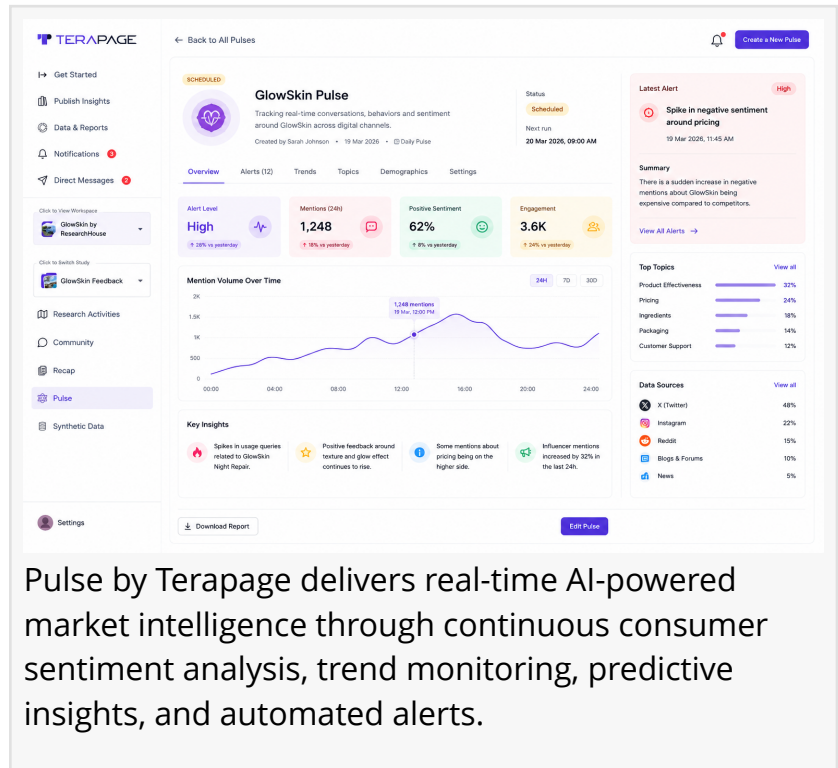 TERAPAGE
Get Started
Publish Insights
Data & Reports
Notifications
Direct Messages
Click to View Workspace
GlowSkin by
ResearchHouse
Click to Switch Study
GlowSkin Feedback
Research Activities
Community
Recap
Pulse
Synthetic Data
Settings
← Back to All Pulses
Create a New Pulse
SCHEDULED
GlowSkin Pulse
Tracking real-time conversations, behaviors and sentiment
around GlowSkin across digital channels.
Created by Sarah Johnson • 19 Mar 2026 • Daily Pulse
Status
Scheduled
Next run
20 Mar 2026, 09:00 AM
Overview Alerts (12) Trends Topics Demographics Settings
Alert Level
High
↑ 28% vs yesterday
Mentions (24h)
1,248
↑ 18% vs yesterday
Positive Sentiment
62%
↑ 8% vs yesterday
Engagement
3.6K
↑ 24% vs yesterday
Mention Volume Over Time
24H 7D 30D
2K
1.5K
1K
500
0
1,248 mentions
19 Mar, 12:00 PM
00:00 04:00 08:00 12:00 16:00 20:00 24:00
Key Insights
Spikes in usage queries
related to GlowSkin
Night Repair.
Positive feedback around
texture and glow effect
continues to rise.
Some mentions about
pricing being on the
higher side.
Influencer mentions
increased by 32% in
the last 24h.
Download Report
Edit Pulse
Latest Alert
High
Spike in negative sentiment
around pricing
19 Mar 2026, 11:45 AM
Summary
There is a sudden increase in negative
mentions about GlowSkin being
expensive compared to competitors.
View All Alerts →
Top Topics View all
Product Effectiveness 32%
Pricing 24%
Ingredients 18%
Packaging 14%
Customer Support 12%
Data Sources View all
X (Twitter) 48%
Instagram 22%
Reddit 15%
Blogs & Forums 10%
News 5%
Pulse by Terapage delivers real-time AI-powered
market intelligence through continuous consumer
sentiment analysis, trend monitoring, predictive
insights, and automated alerts.